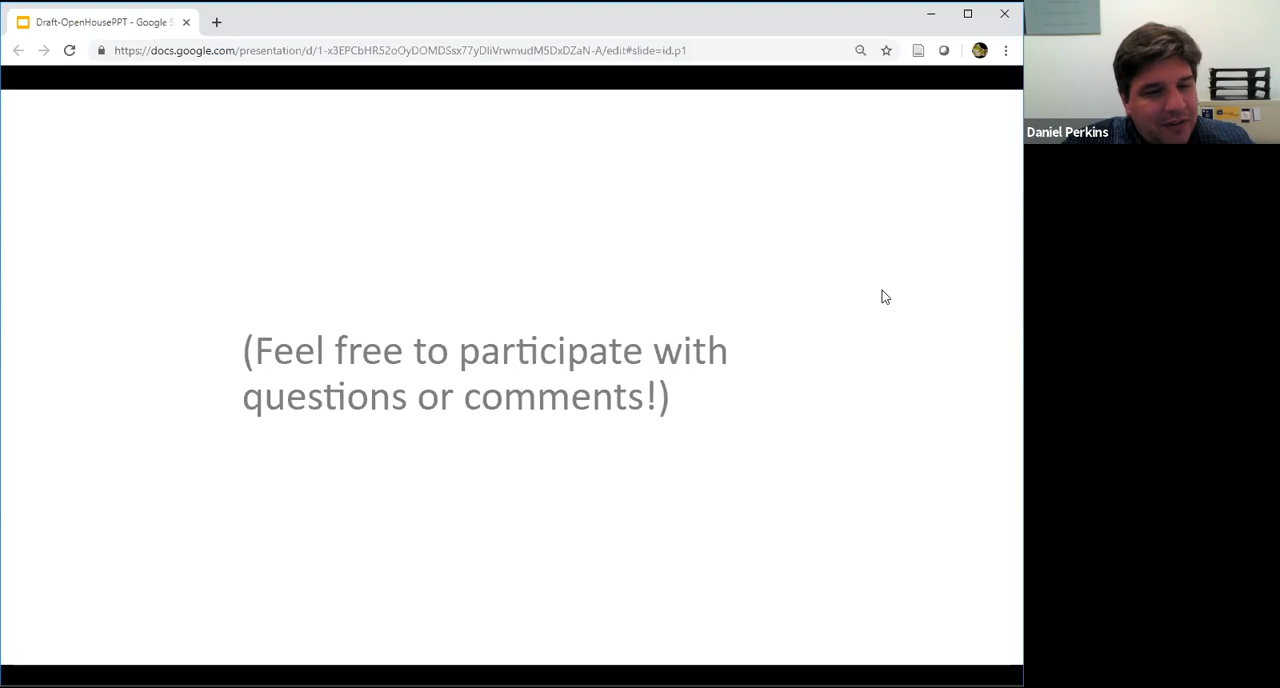 Draft-OpenHousePPT - Google S
https://docs.google.com/presentation/d/1-x3EPCbHR52oOyDOMDSsx77yDIiVrwmudM5DxDZaN-A/edit#slide=id.p1
Daniel Perkins
(Feel free to participate with
questions or comments!)